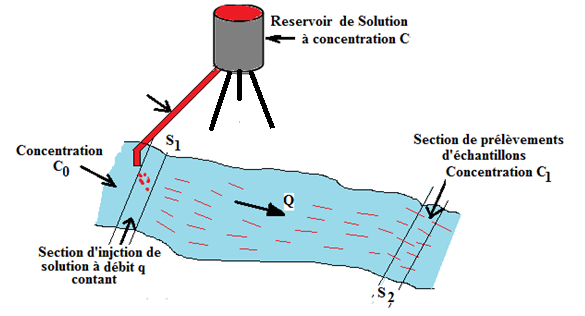 Reservoir de Solution
à concentration C
S1
Concentration
C0
Section de prélèvements
d'échantillons
Concentration C1
Q
Section d'injction de
solution à débit q
contant
S2